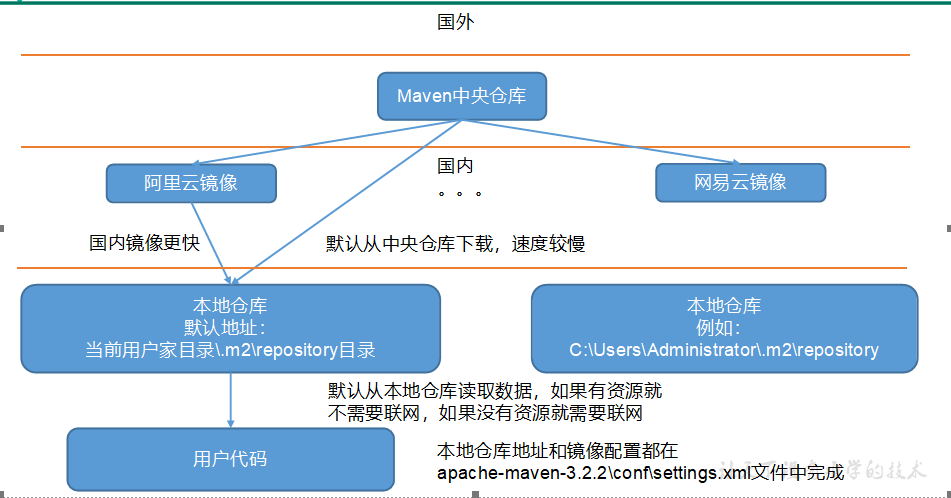 国外
Maven中央仓库
国内
。。。
阿里云镜像
网易云镜像
国内镜像更快
默认从中央仓库下载，速度较慢
本地仓库
默认地址：
当前用户家目录\.m2\repository目录
本地仓库
例如：
C:\Users\Administrator\.m2\repository
默认从本地仓库读取数据，如果有资源就
不需要联网，如果没有资源就需要联网
用户代码
本地仓库地址和镜像配置都在
apache-maven-3.2.2\conf\settings.xml文件中完成
学的技术